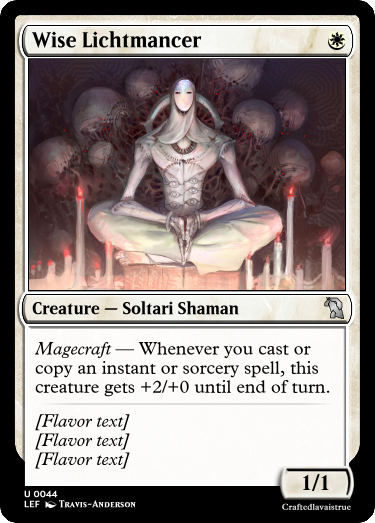 Wise Lichtmancer
Creature — Soltari Shaman
Magecraft — Whenever you cast or
copy an instant or sorcery spell, this
creature gets +2/+0 until end of turn.
[Flavor text]
[Flavor text]
[Flavor text]
1/1
U 0044
LEF Travis-Anderson
Craftedlavaistrue